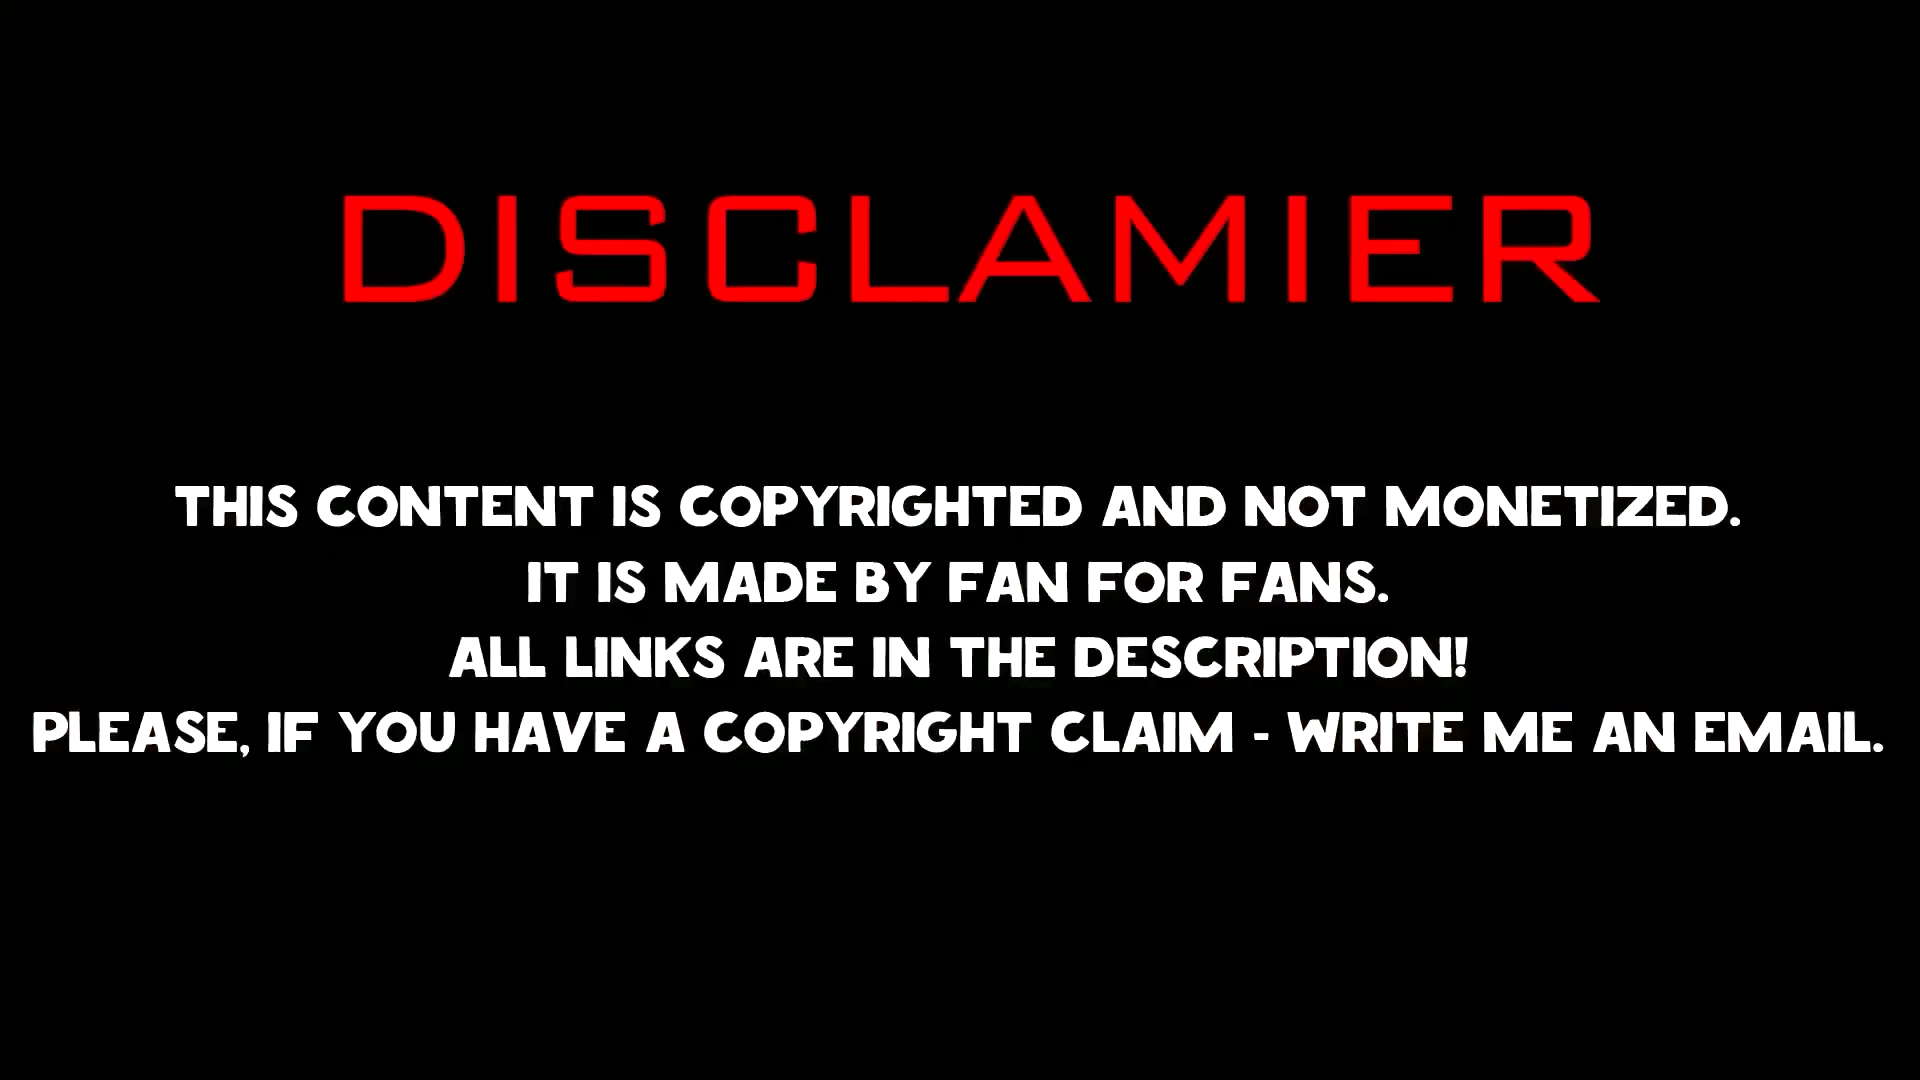 DISCLAMIER
THIS CONTENT IS COPYRIGHTED AND NOT MONETIZED.
IT IS MADE BY FAN FOR FANS.
ALL LINKS ARE IN THE DESCRIPTION!
PLEASE, IF YOU HAVE A COPYRIGHT CLAIM - WRITE ME AN EMAIL.